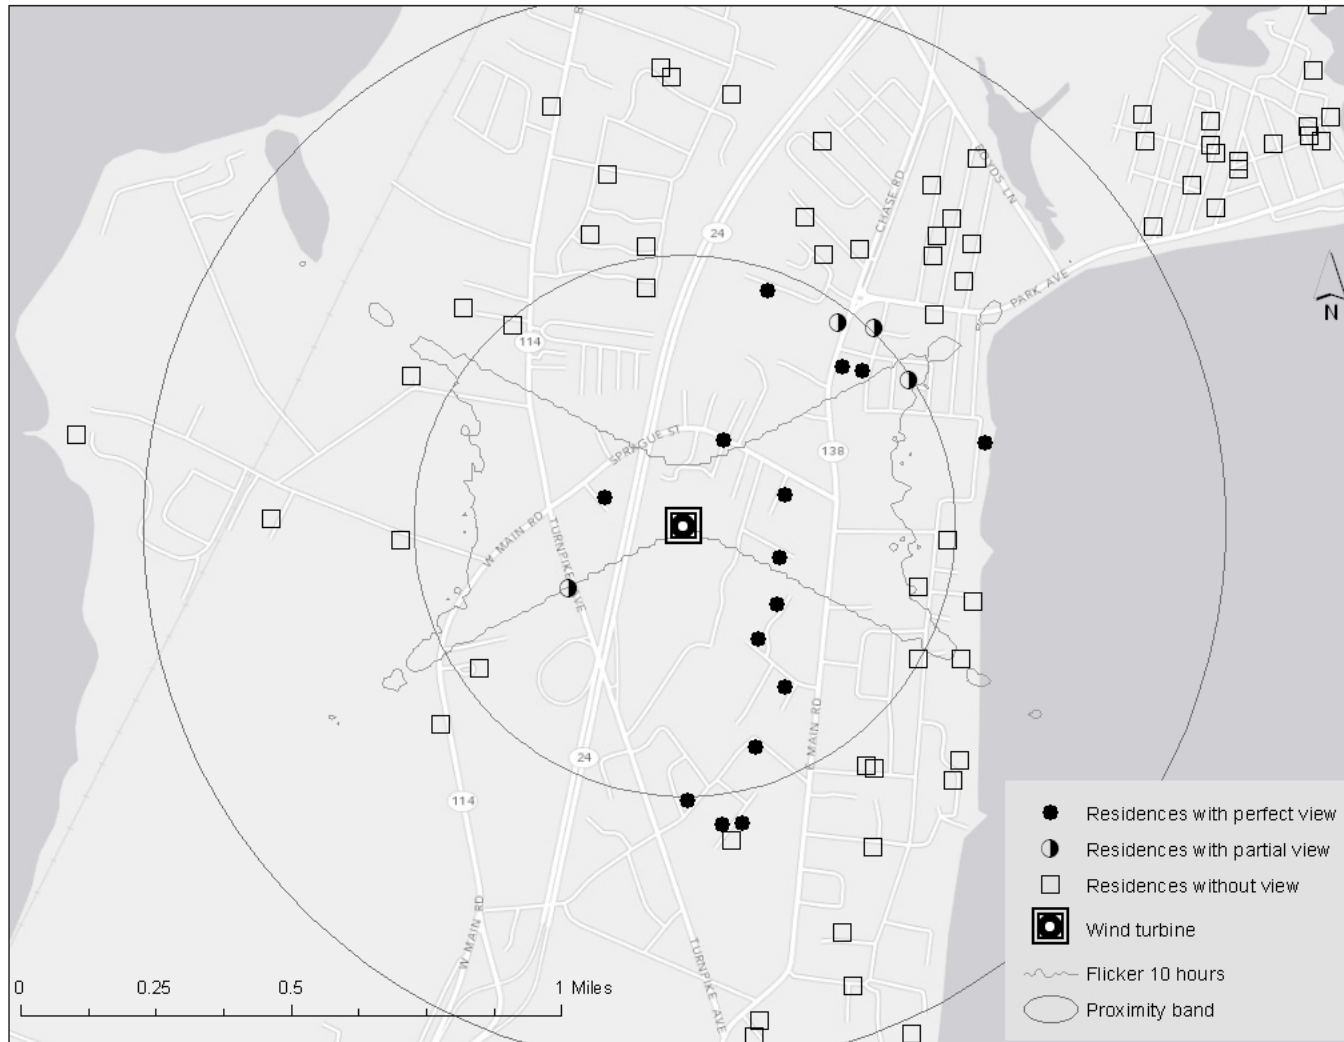 24
CHASE RD
BOYDS LN
PARK AVE
N
114
SPRAGUE ST
138
W MAIN RD
TURNPIKE AVE
E MAIN RD
24
114
W MAIN RD
TURNPIKE AVE
0 0.25 0.5 1 Miles
Residences with perfect view
Residences with partial view
Residences without view
Wind turbine
Flicker 10 hours
Proximity band